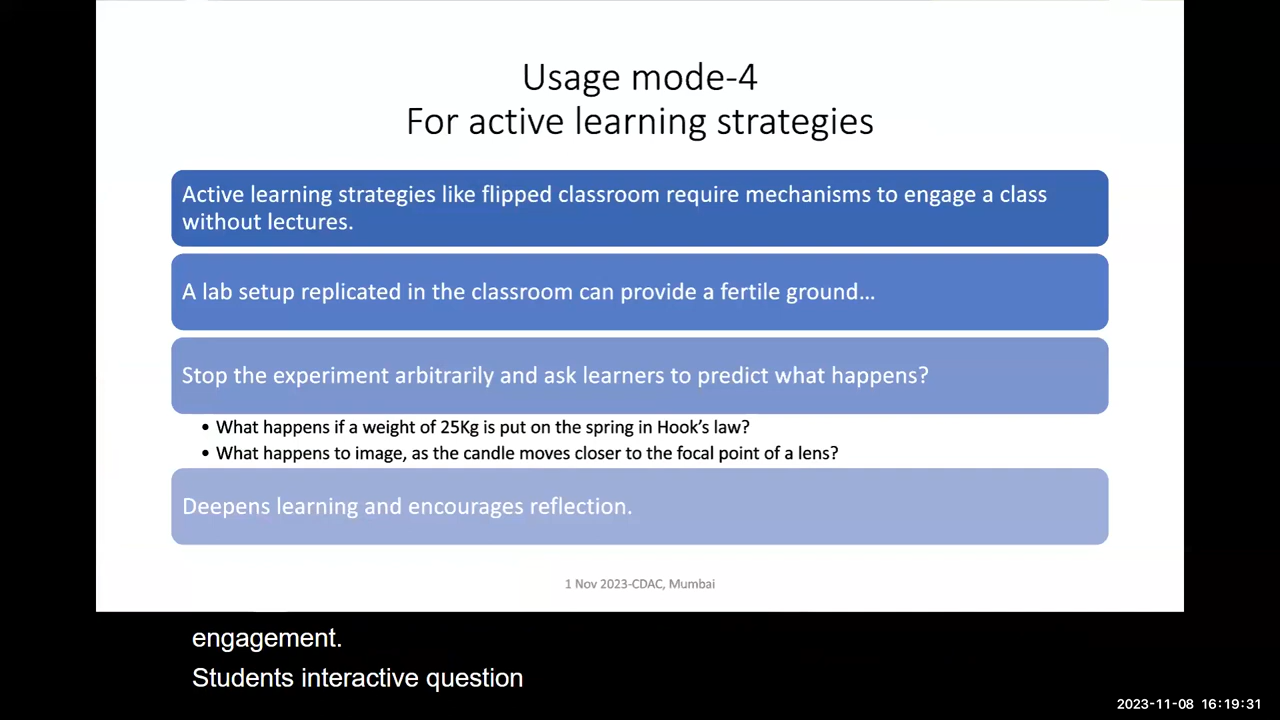 Usage mode-4
For active learning strategies
Active learning strategies like flipped classroom require mechanisms to engage a class
without lectures.
A lab setup replicated in the classroom can provide a fertile ground...
Stop the experiment arbitrarily and ask learners to predict what happens?
• What happens if a weight of 25Kg is put on the spring in Hook's law?
• What happens to image, as the candle moves closer to the focal point of a lens?
Deepens learning and encourages reflection.
1 Nov 2023-CDAC, Mumbai
engagement.
Students interactive question
2023-11-08 16:19:31